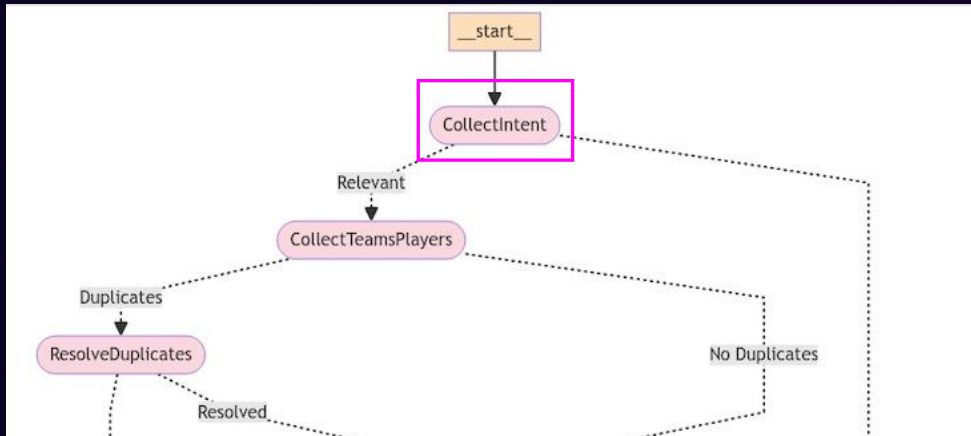 __start__
CollectIntent
Relevant
CollectTeamsPlayers
Duplicates
ResolveDuplicates
No Duplicates
Resolved